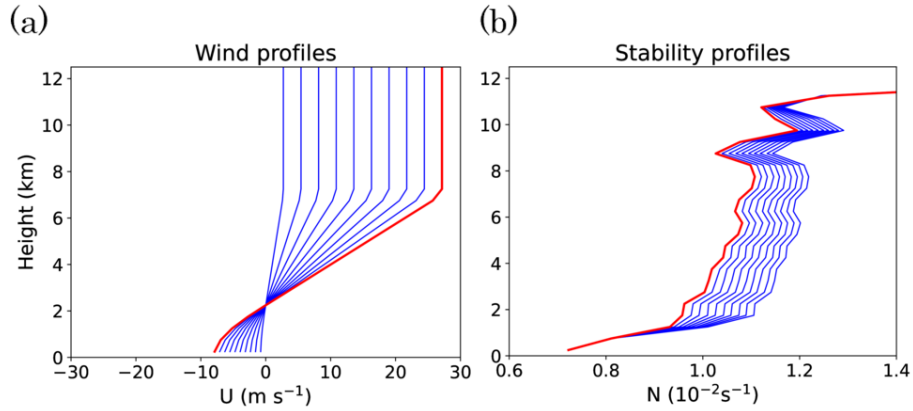 (a)
Wind profiles
12
10
8
6
4
2
0
Height (km)
−30 −20 −10 0 10 20 30
U (m s⁻¹)
(b)
Stability profiles
12
10
8
6
4
2
0
0.6 0.8 1.0 1.2 1.4
N (10⁻²s⁻¹)